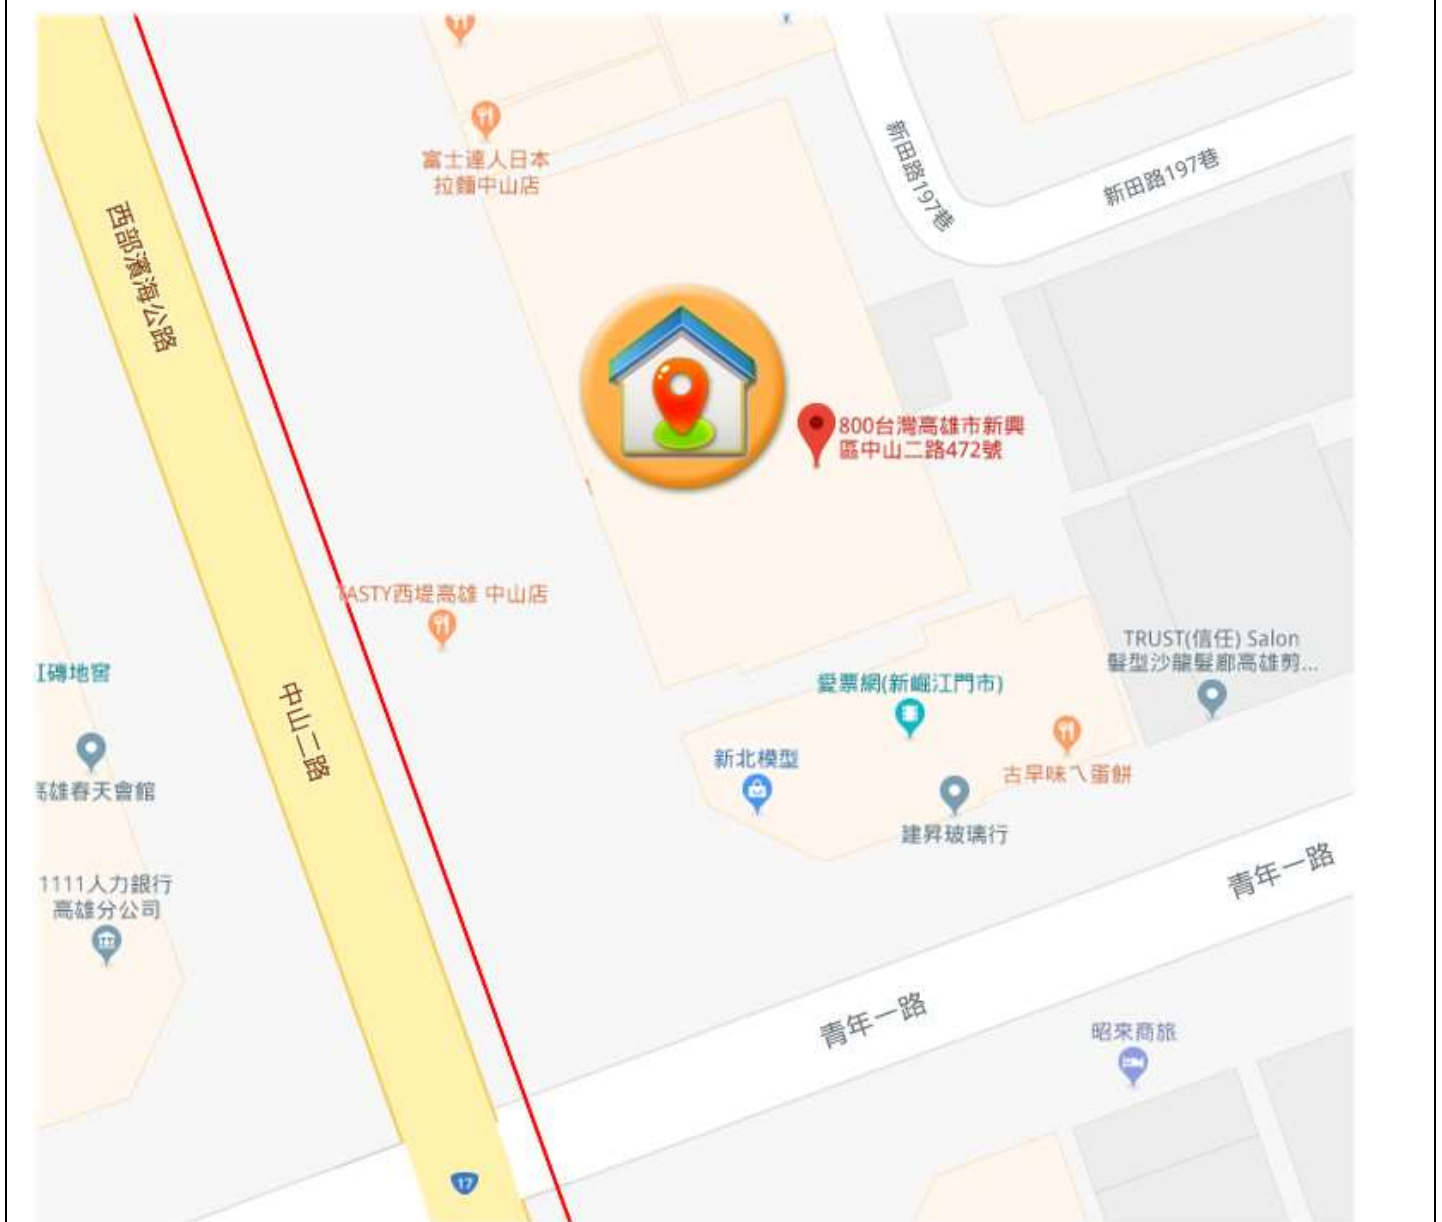 富士達人日本
拉麵中山店
新田路197巷
新田路197巷
西部濱海公路
800台灣高雄市新興
區中山二路472號
TASTY西堤高雄 中山店
TRUST(信任) Salon
髮型沙龍髮廊高雄剪...
磚地窖
愛票網(新崛江門市)
中山二路
新北模型
古早味ㄟ蛋餅
高雄春天會館
建昇玻璃行
青年一路
1111人力銀行
高雄分公司
青年一路
昭來商旅
17